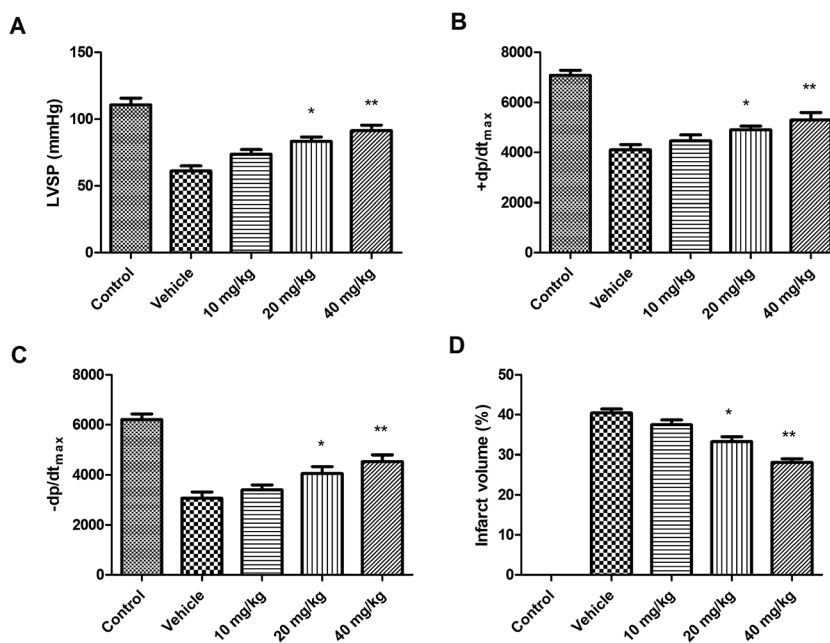 A
LVSP (mmHg)
150
100
50
0
*
**
Control
Vehicle
10 mg/kg
20 mg/kg
40 mg/kg
B
+dp/dtmax
8000
6000
4000
2000
0
*
**
Control
Vehicle
10 mg/kg
20 mg/kg
40 mg/kg
C
-dp/dtmax
8000
6000
4000
2000
0
*
**
Control
Vehicle
10 mg/kg
20 mg/kg
40 mg/kg
D
Infarct volume (%)
50
40
30
20
10
0
*
**
Control
Vehicle
10 mg/kg
20 mg/kg
40 mg/kg